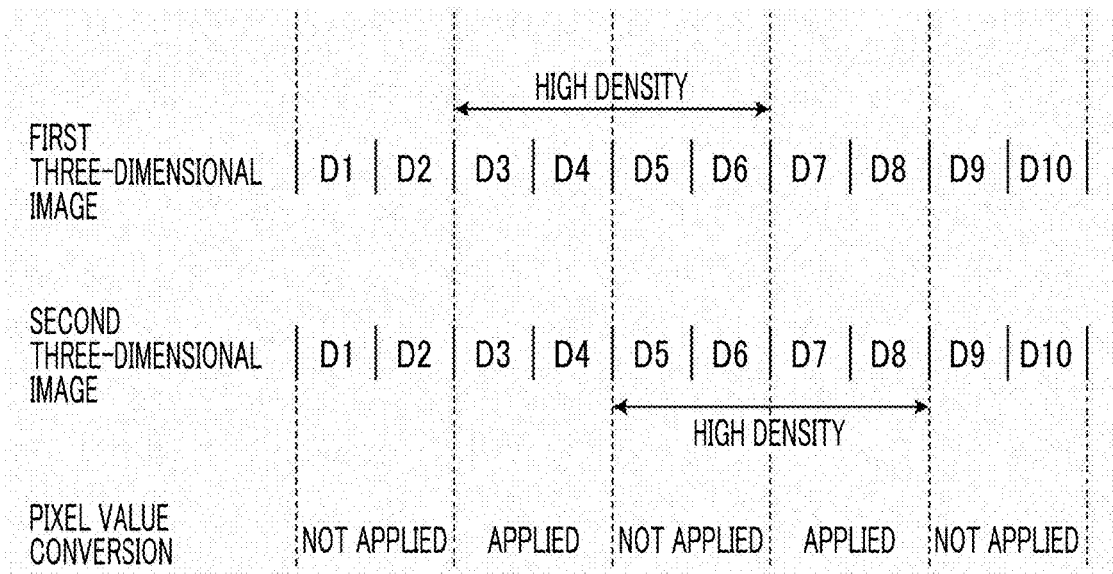 HIGH DENSITY
FIRST
THREE-DIMENSIONAL
IMAGE
D1 D2 D3 D4 D5 D6 D7 D8 D9 D10
SECOND
THREE-DIMENSIONAL
IMAGE
D1 D2 D3 D4 D5 D6 D7 D8 D9 D10
HIGH DENSITY
PIXEL VALUE
CONVERSION
NOT APPLIED APPLIED NOT APPLIED APPLIED NOT APPLIED